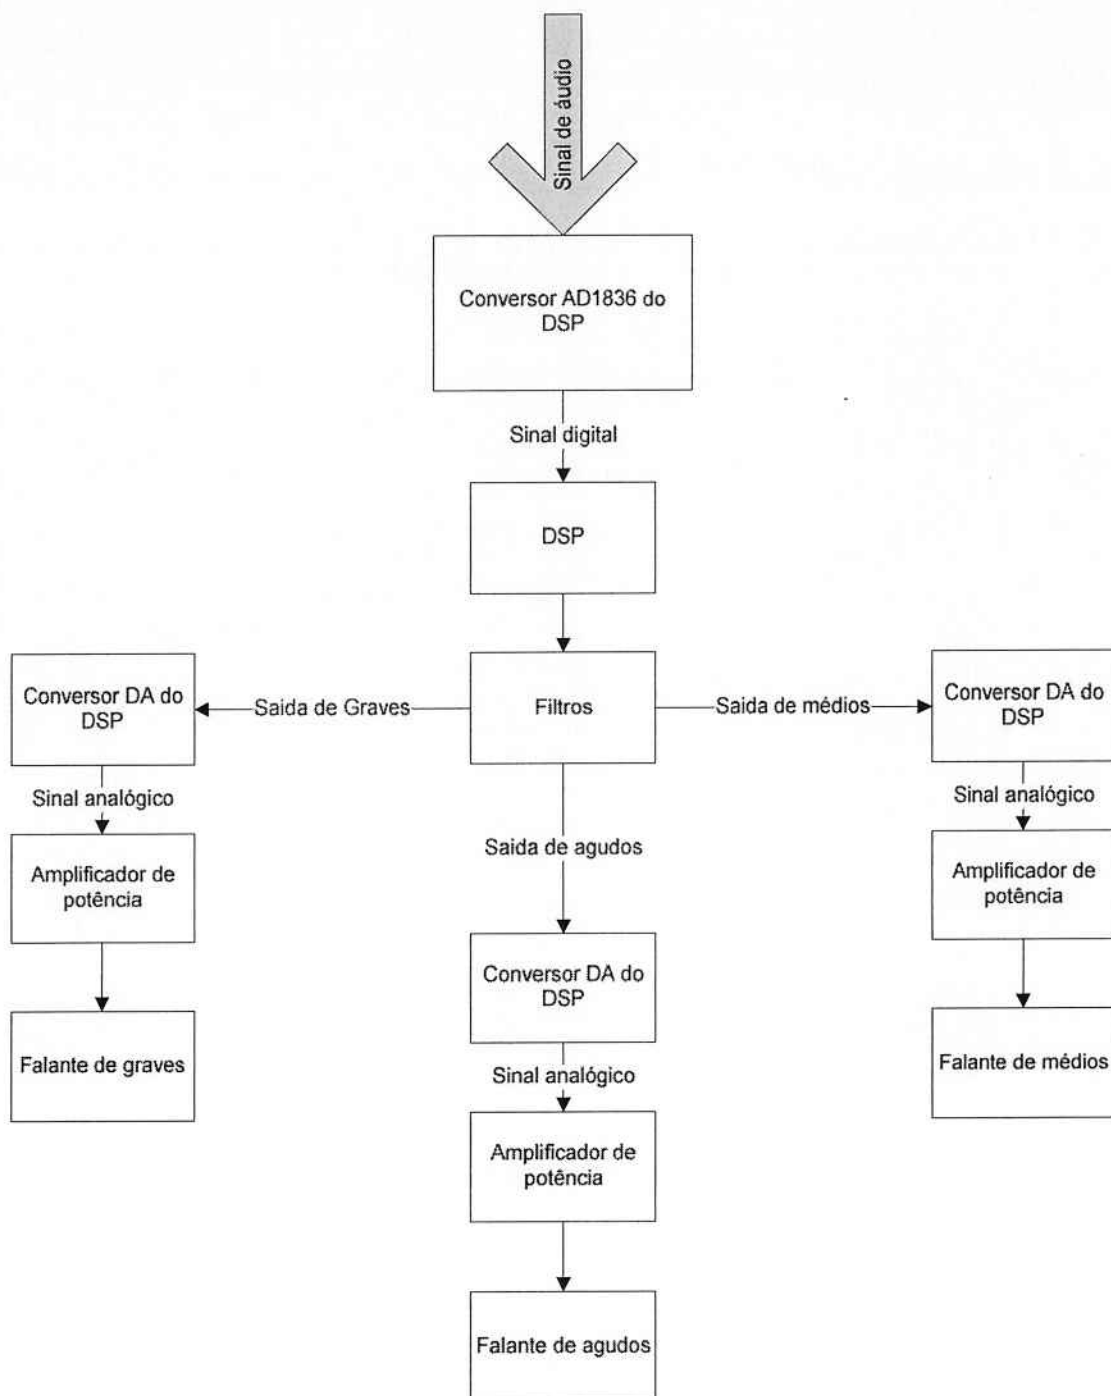 Sinal de áudio
Conversor AD1836 do
DSP
Sinal digital
DSP
Filtros
Saida de Graves
Saida de médios
Saida de agudos
Conversor DA do
DSP
Sinal analógico
Amplificador de
potência
Falante de graves
Conversor DA do
DSP
Sinal analógico
Amplificador de
potência
Falante de agudos
Conversor DA do
DSP
Sinal analógico
Amplificador de
potência
Falante de médios